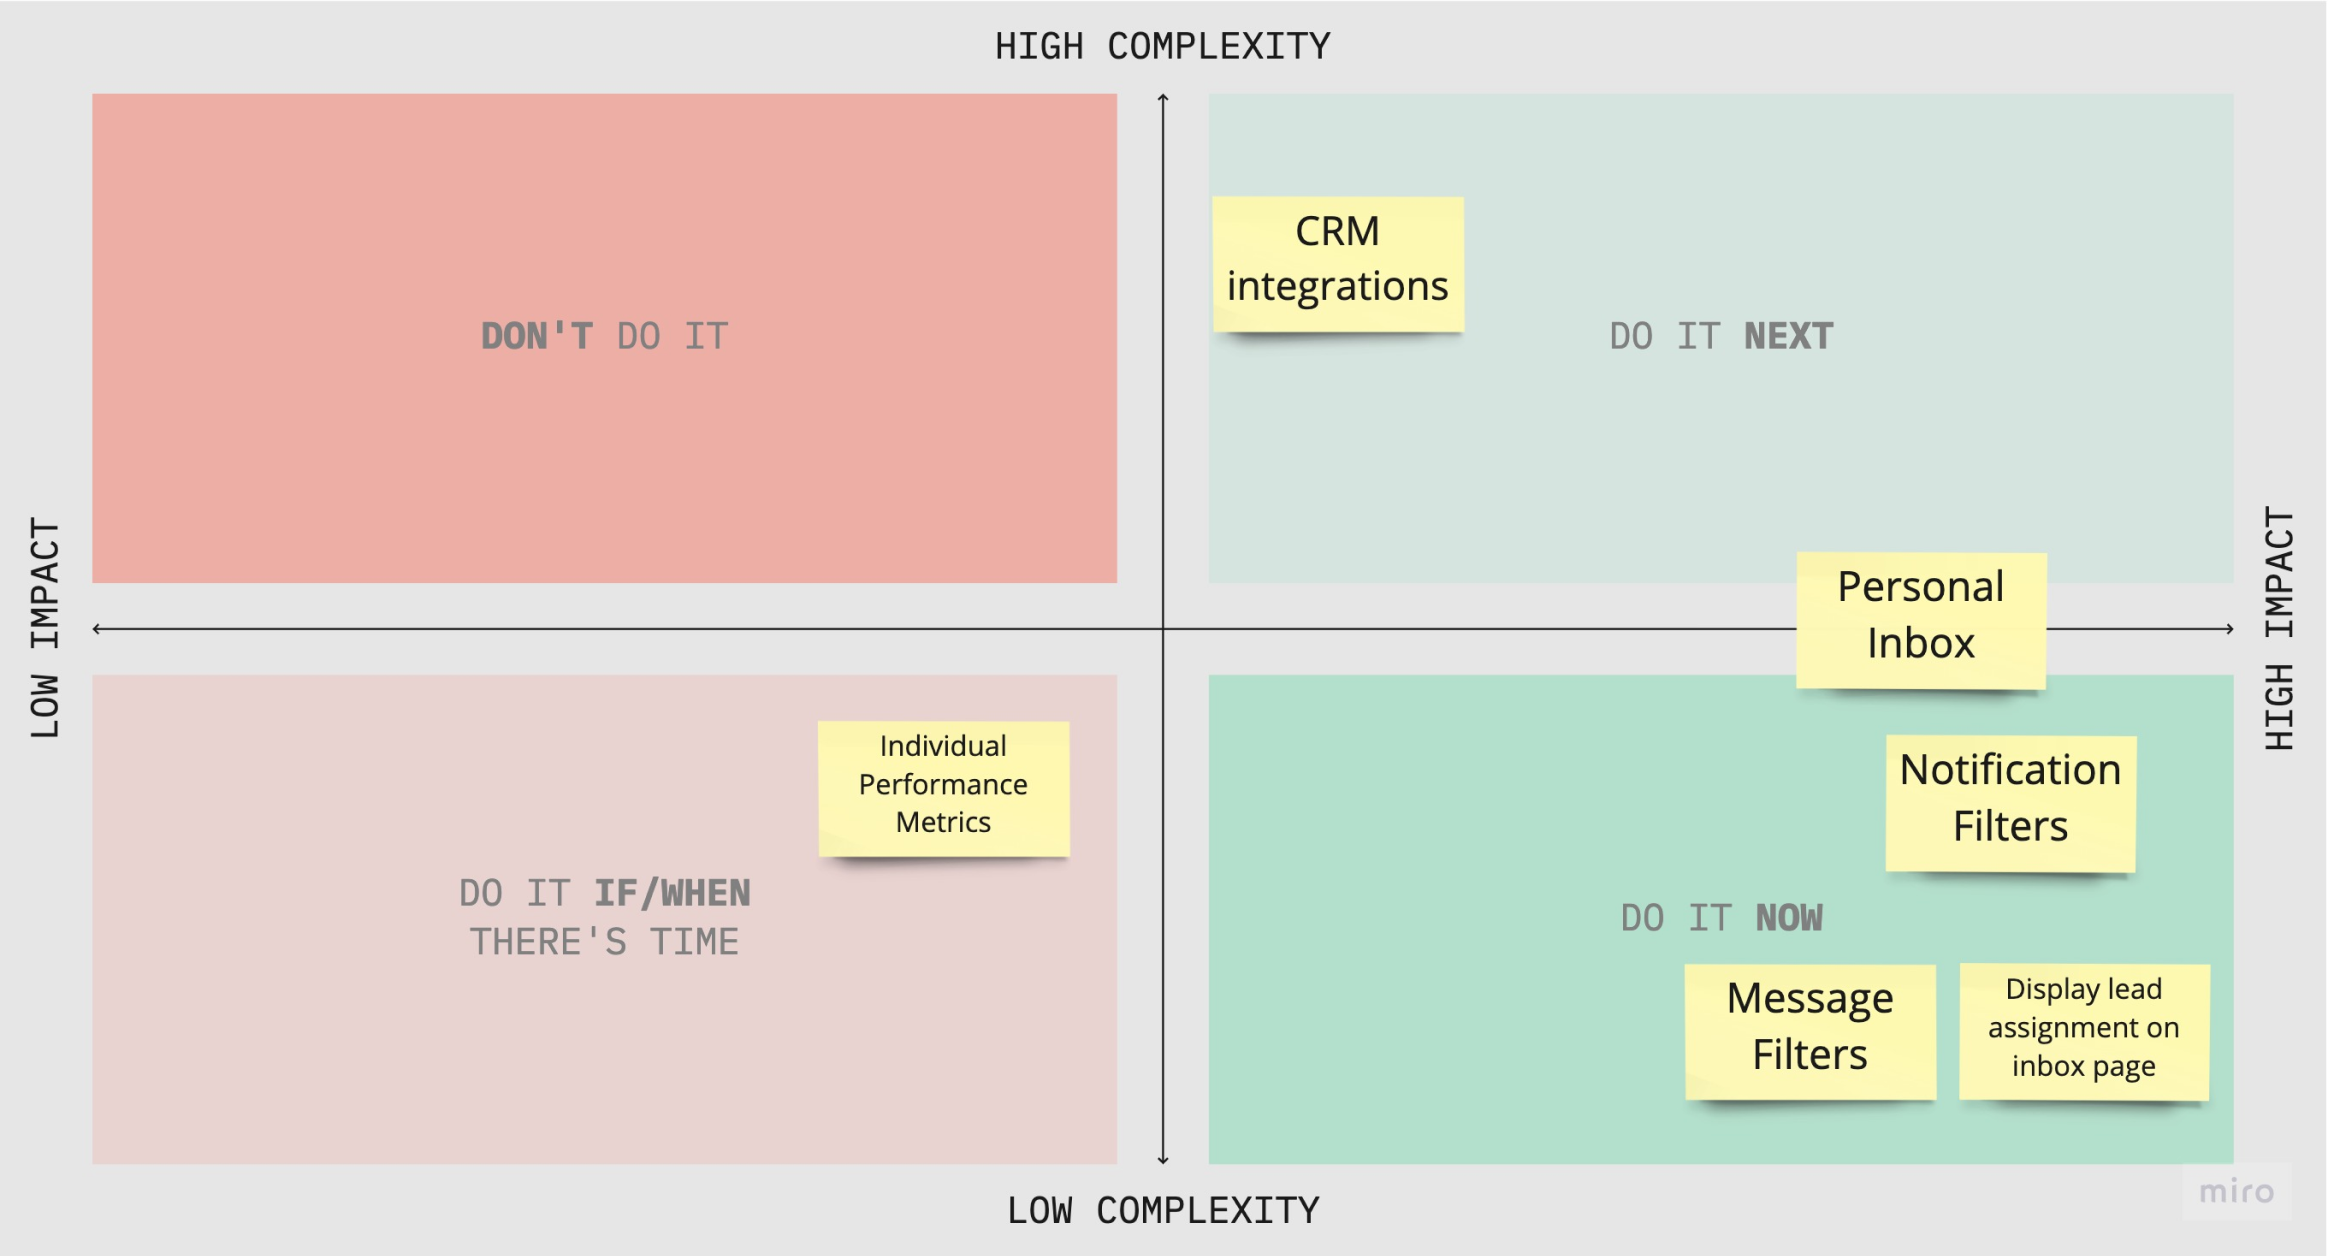 HIGH COMPLEXITY
CRM
integrations
DON'T DO IT
DO IT NEXT
LOW IMPACT
HIGH IMPACT
Personal
Inbox
Individual
Performance
Metrics
Notification
Filters
DO IT IF/WHEN
THERE'S TIME
DO IT NOW
Message
Filters
Display lead
assignment on
inbox page
miro
LOW COMPLEXITY